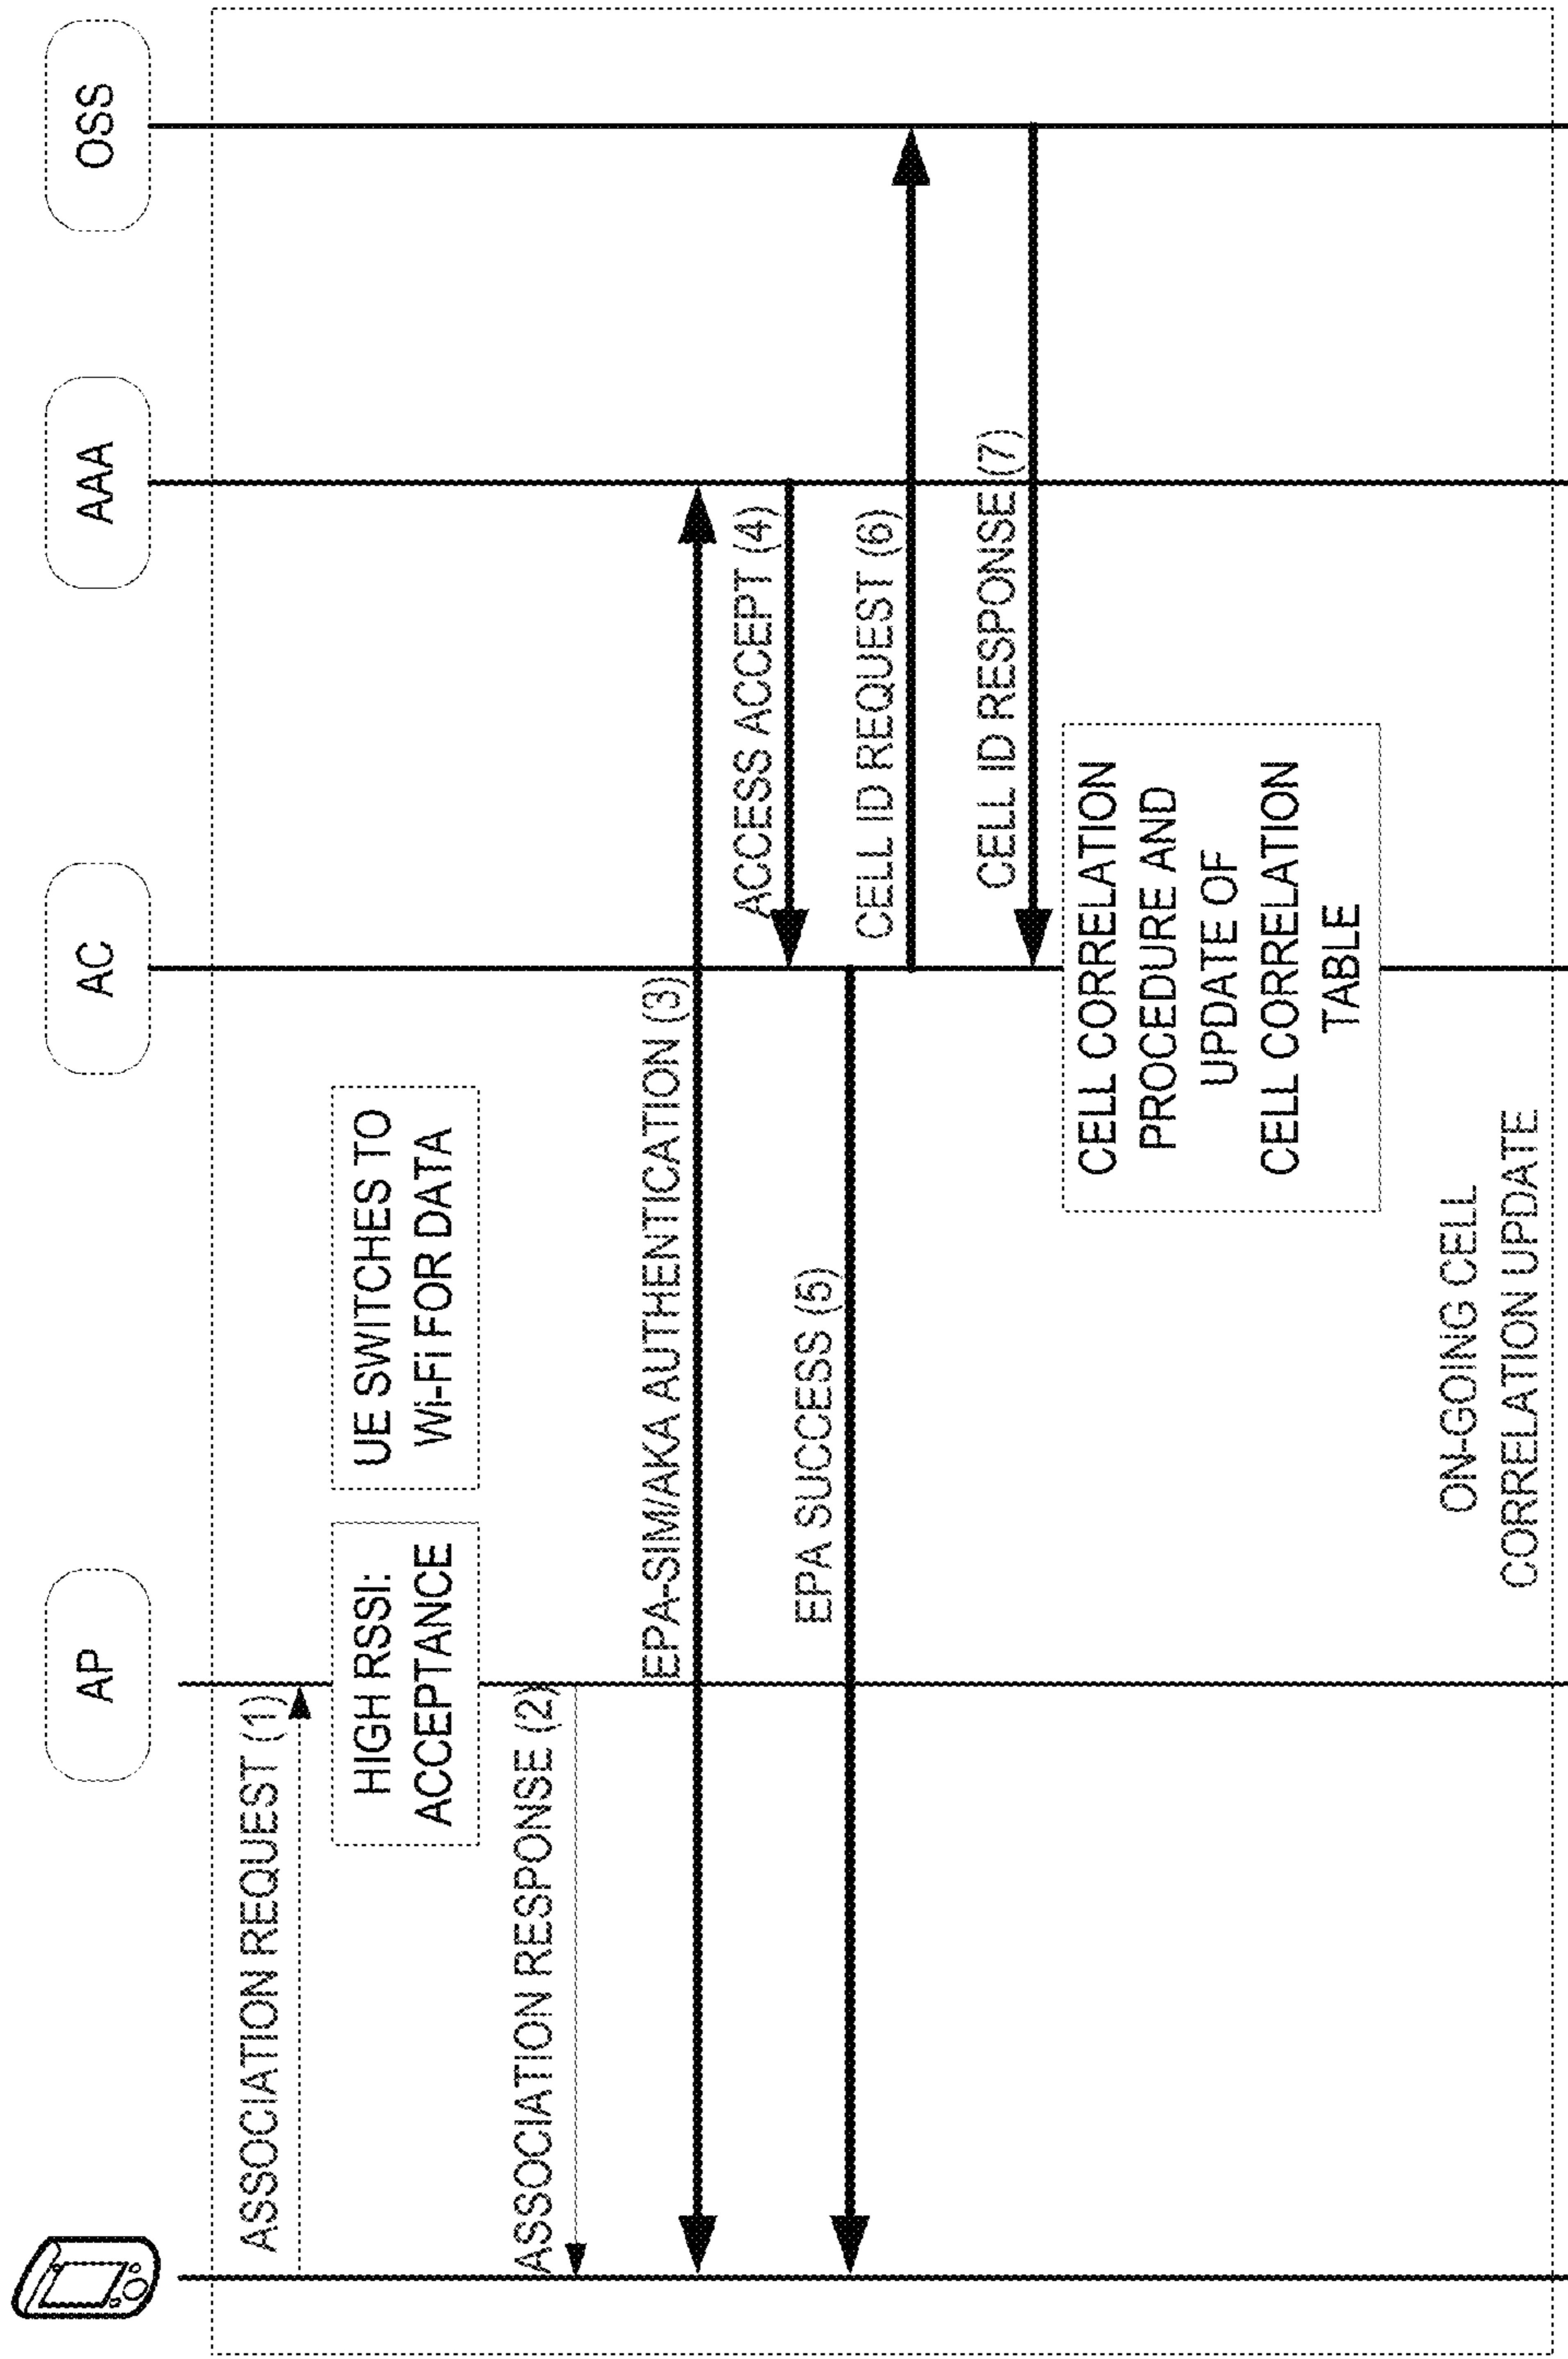 AP
AC
AAA
OSS
ASSOCIATION REQUEST (1)
HIGH RSSI:
ACCEPTANCE
UE SWITCHES TO
Wi-Fi FOR DATA
ASSOCIATION RESPONSE (2)
EPA-SIM/AKA AUTHENTICATION (3)
ACCESS ACCEPT (4)
EPA SUCCESS (5)
CELL ID REQUEST (6)
CELL ID RESPONSE (7)
CELL CORRELATION
PROCEDURE AND
UPDATE OF
CELL CORRELATION
TABLE
ON-GOING CELL
CORRELATION UPDATE